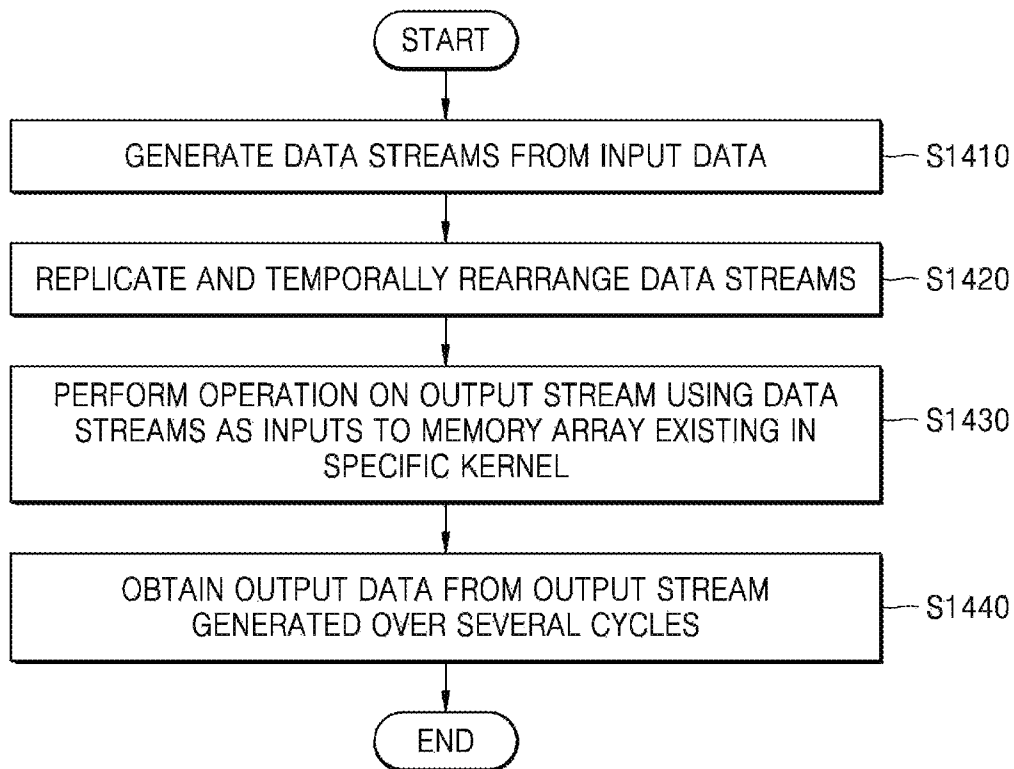 START
GENERATE DATA STREAMS FROM INPUT DATA
S1410
REPLICATE AND TEMPORALLY REARRANGE DATA STREAMS
S1420
PERFORM OPERATION ON OUTPUT STREAM USING DATA
STREAMS AS INPUTS TO MEMORY ARRAY EXISTING IN
SPECIFIC KERNEL
S1430
OBTAIN OUTPUT DATA FROM OUTPUT STREAM
GENERATED OVER SEVERAL CYCLES
S1440
END